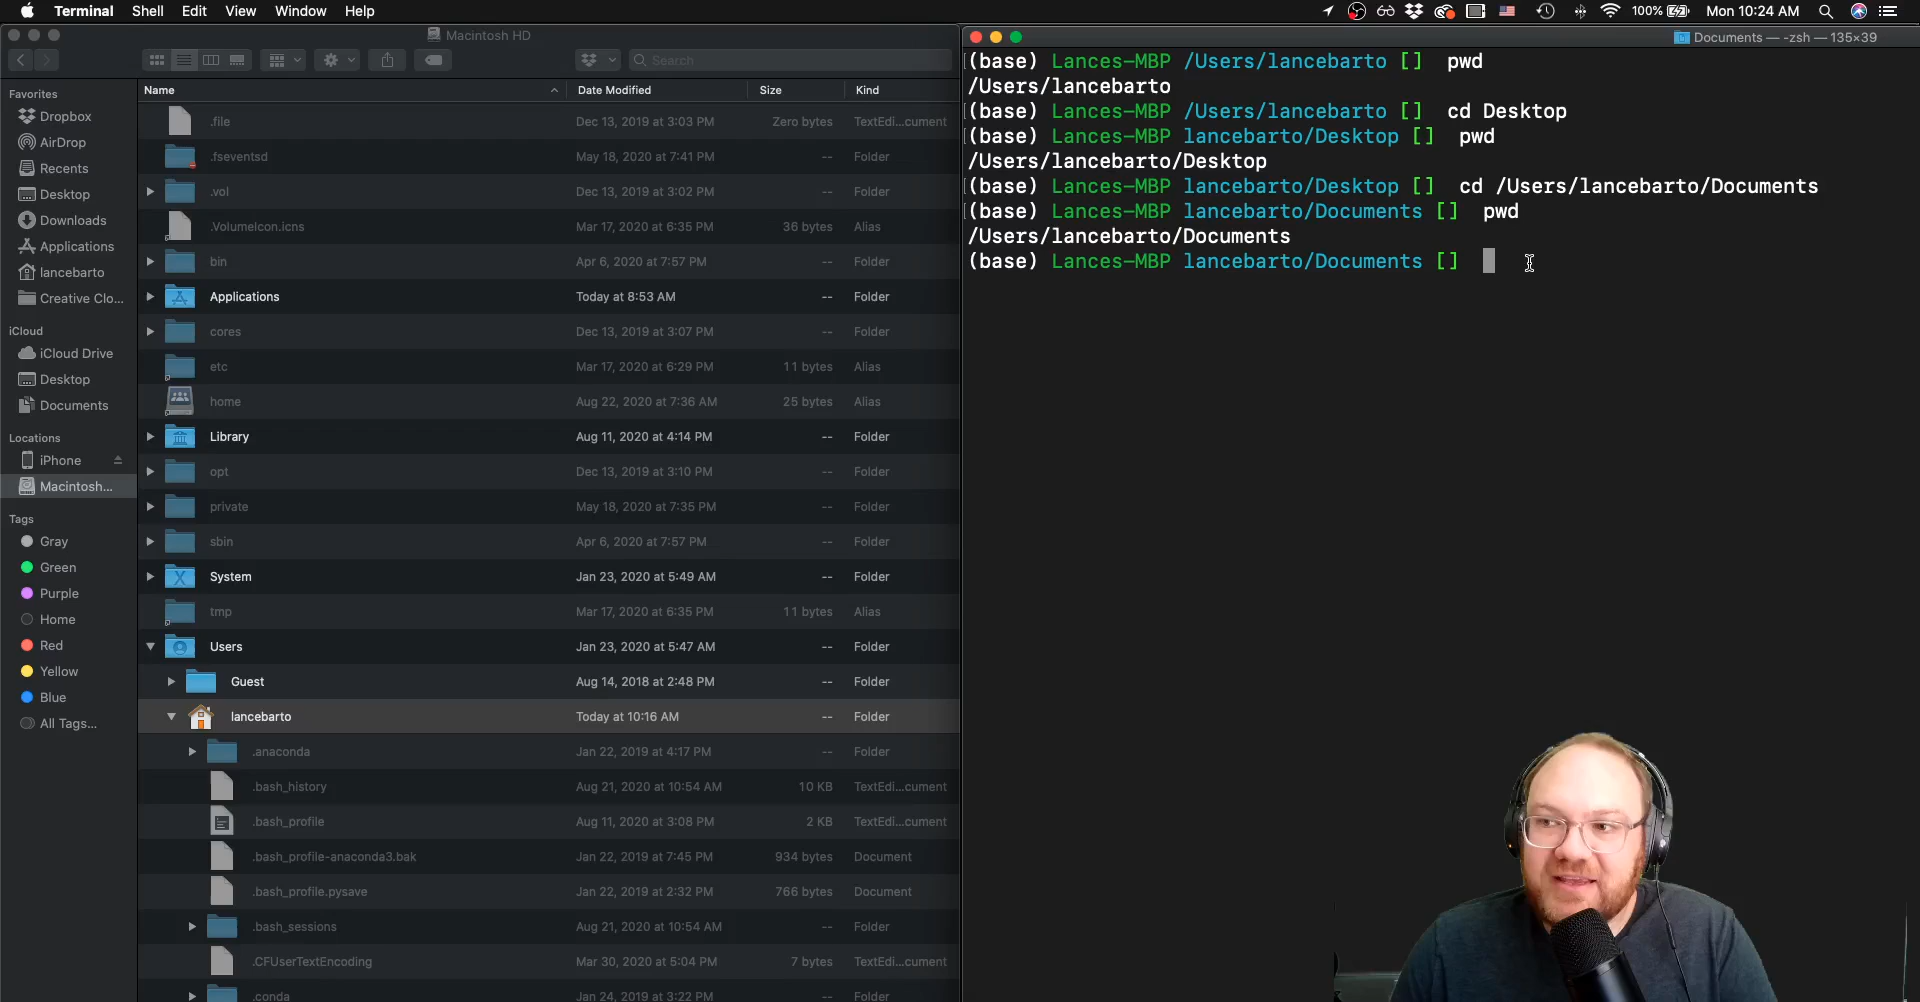 Terminal Shell Edit View Window Help 100% Mon 10:24 AM
Macintosh HD
Search
Favorites
Dropbox
AirDrop
Recents
Desktop
Downloads
Applications
lancebarto
Creative Clo...
iCloud
iCloud Drive
Desktop
Documents
Locations
iPhone
Macintosh...
Tags
Gray
Green
Purple
Home
Red
Yellow
Blue
All Tags...
Name Date Modified Size Kind
.file Dec 13, 2019 at 3:03 PM Zero bytes TextEdi...cument
.fseventsd May 18, 2020 at 7:41 PM -- Folder
.vol Dec 13, 2019 at 3:02 PM -- Folder
.VolumeIcon.icns Mar 17, 2020 at 6:35 PM 36 bytes Alias
bin Apr 6, 2020 at 7:57 PM -- Folder
Applications Today at 8:53 AM -- Folder
cores Dec 13, 2019 at 3:07 PM -- Folder
etc Mar 17, 2020 at 6:29 PM 11 bytes Alias
home Aug 22, 2020 at 7:36 AM 25 bytes Alias
Library Aug 11, 2020 at 4:14 PM -- Folder
opt Dec 13, 2019 at 3:10 PM -- Folder
private May 18, 2020 at 7:35 PM -- Folder
sbin Apr 6, 2020 at 7:57 PM -- Folder
System Jan 23, 2020 at 5:49 AM -- Folder
tmp Mar 17, 2020 at 6:35 PM 11 bytes Alias
Users Jan 23, 2020 at 5:47 AM -- Folder
Guest Aug 14, 2018 at 2:48 PM -- Folder
lancebarto Today at 10:16 AM -- Folder
.anaconda Jan 22, 2019 at 4:17 PM -- Folder
.bash_history Aug 21, 2020 at 10:54 AM 10 KB TextEdi...cument
.bash_profile Aug 11, 2020 at 3:08 PM 2 KB TextEdi...cument
.bash_profile-anaconda3.bak Jan 22, 2019 at 7:45 PM 934 bytes Document
.bash_profile.pysave Jan 22, 2019 at 2:32 PM 766 bytes Document
.bash_sessions Aug 21, 2020 at 10:54 AM -- Folder
.CFUserTextEncoding Mar 30, 2020 at 5:04 PM 7 bytes TextEdi...cument
.conda Jan 24, 2019 at 3:22 PM -- Folder
Documents — -zsh — 135×39
(base) Lances-MBP /Users/lancebarto [] pwd
/Users/lancebarto
(base) Lances-MBP /Users/lancebarto [] cd Desktop
(base) Lances-MBP lancebarto/Desktop [] pwd
/Users/lancebarto/Desktop
(base) Lances-MBP lancebarto/Desktop [] cd /Users/lancebarto/Documents
(base) Lances-MBP lancebarto/Documents [] pwd
/Users/lancebarto/Documents
(base) Lances-MBP lancebarto/Documents []